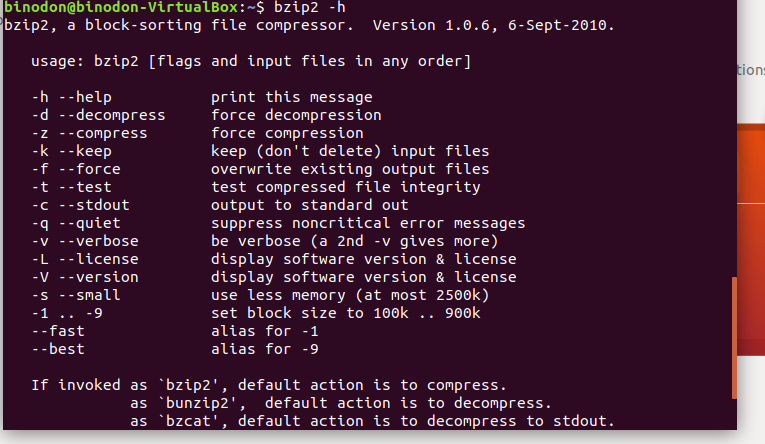 binodon@binodon-VirtualBox:~$ bzip2 -h
bzip2, a block-sorting file compressor.  Version 1.0.6, 6-Sept-2010.

   usage: bzip2 [flags and input files in any order]

   -h --help           print this message
   -d --decompress     force decompression
   -z --compress       force compression
   -k --keep           keep (don't delete) input files
   -f --force          overwrite existing output files
   -t --test           test compressed file integrity
   -c --stdout         output to standard out
   -q --quiet          suppress noncritical error messages
   -v --verbose        be verbose (a 2nd -v gives more)
   -L --license        display software version & license
   -V --version        display software version & license
   -s --small          use less memory (at most 2500k)
   -1 .. -9            set block size to 100k .. 900k
   --fast              alias for -1
   --best              alias for -9

   If invoked as `bzip2', default action is to compress.
              as `bunzip2',  default action is to decompress.
              as `bzcat', default action is to decompress to stdout.